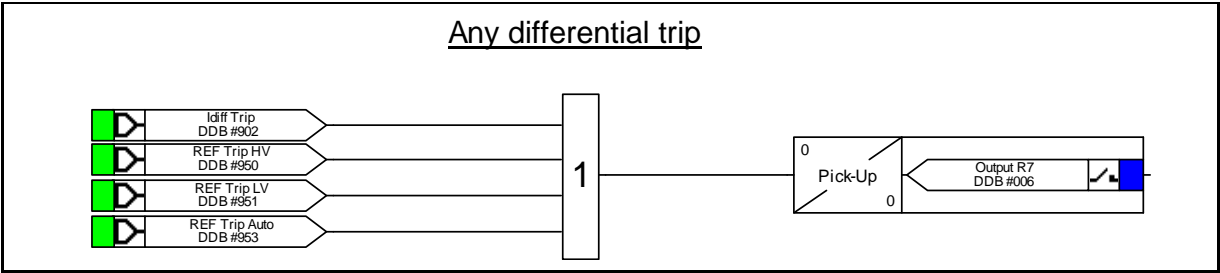 Any differential trip
Idiff Trip
DDB #902
REF Trip HV
DDB #950
REF Trip LV
DDB #951
REF Trip Auto
DDB #953
1
0
Pick-Up
0
Output R7
DDB #006